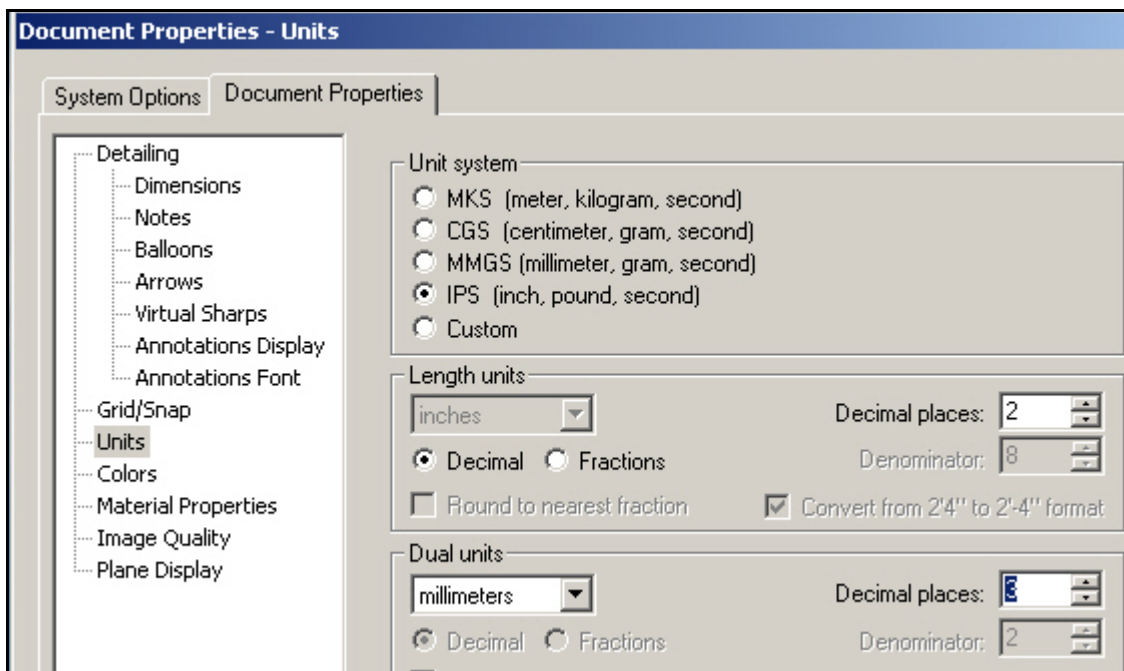 Document Properties - Units
System Options
Document Properties
Detailing
Dimensions
Notes
Balloons
Arrows
Virtual Sharps
Annotations Display
Annotations Font
Grid/Snap
Units
Colors
Material Properties
Image Quality
Plane Display
Unit system
MKS (meter, kilogram, second)
CGS (centimeter, gram, second)
MMGS (millimeter, gram, second)
IPS (inch, pound, second)
Custom
Length units
inches
Decimal places: 2
Decimal Fractions
Denominator: 8
Round to nearest fraction
Convert from 2'4" to 2'-4" format
Dual units
millimeters
Decimal places: 3
Decimal Fractions
Denominator: 2